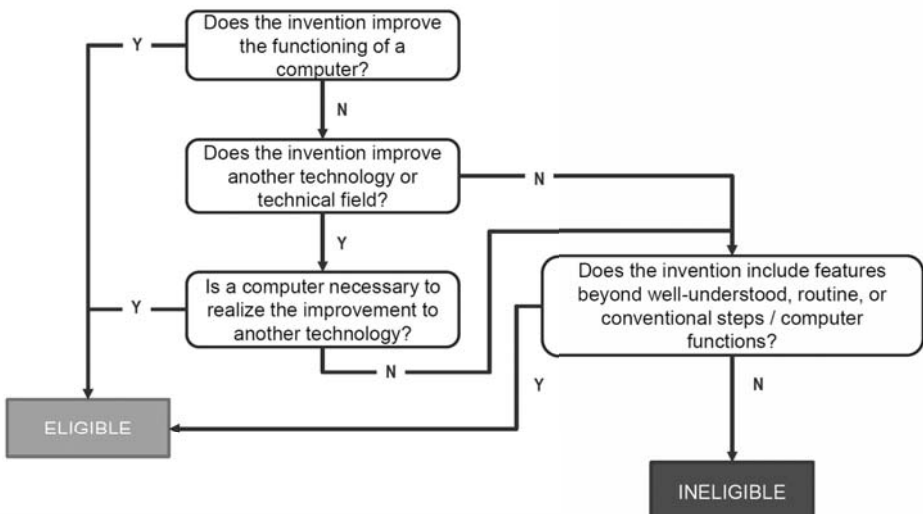 Does the invention improve
the functioning of a
computer?
Y
N
Does the invention improve
another technology or
technical field?
N
Y
Is a computer necessary to
realize the improvement to
another technology?
Y
N
Does the invention include features
beyond well-understood, routine, or
conventional steps / computer
functions?
Y
N
ELIGIBLE
INELIGIBLE